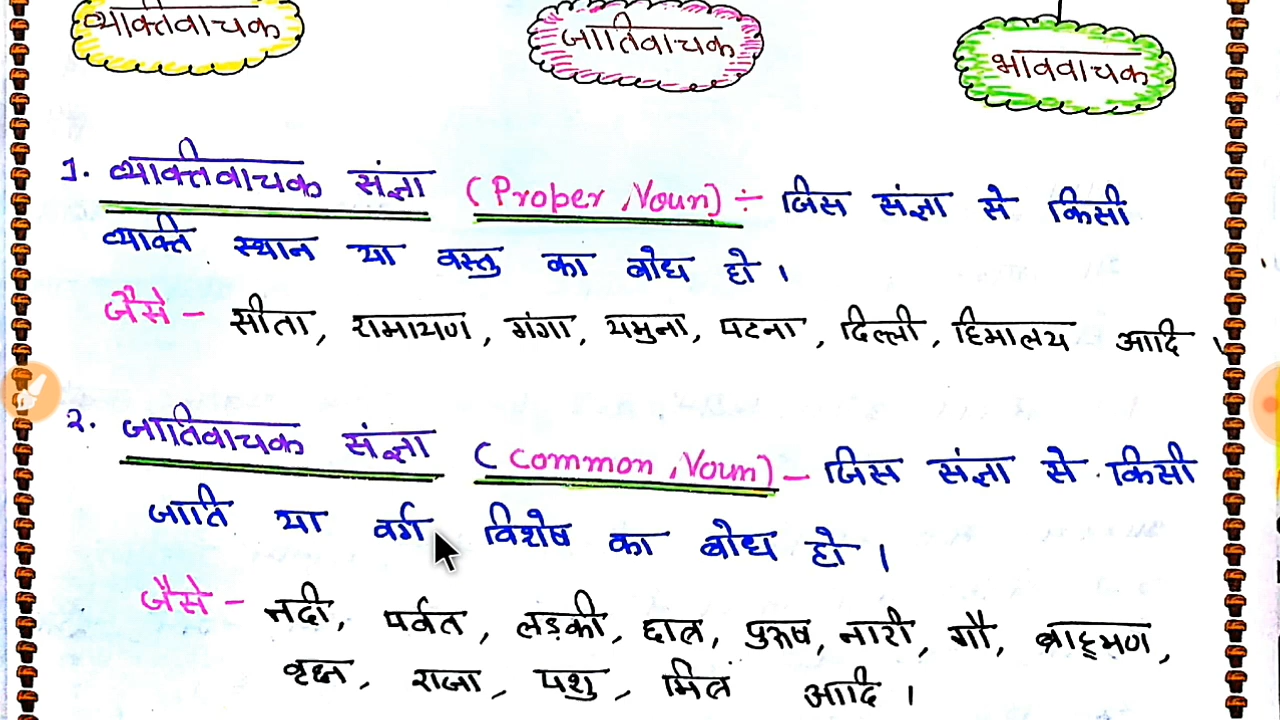 व्यक्तिवाचक
जातिवाचक
भाववाचक
1. व्यक्तिवाचक संज्ञा (Proper Noun) ÷ जिस संज्ञा से किसी
व्यक्ति स्थान या वस्तु का बोध हो।
जैसे - सीता, रामायण, गंगा, यमुना, पटना, दिल्ली, हिमालय आदि।
२. जातिवाचक संज्ञा (Common Noun) - जिस संज्ञा से किसी
जाति या वर्ग विशेष का बोध हो।
जैसे - नदी, पर्वत, लड़की, छात्र, पुरुष, नारी, गौ, ब्राह्मण,
वृक्ष, राजा, पशु, मित्र आदि।